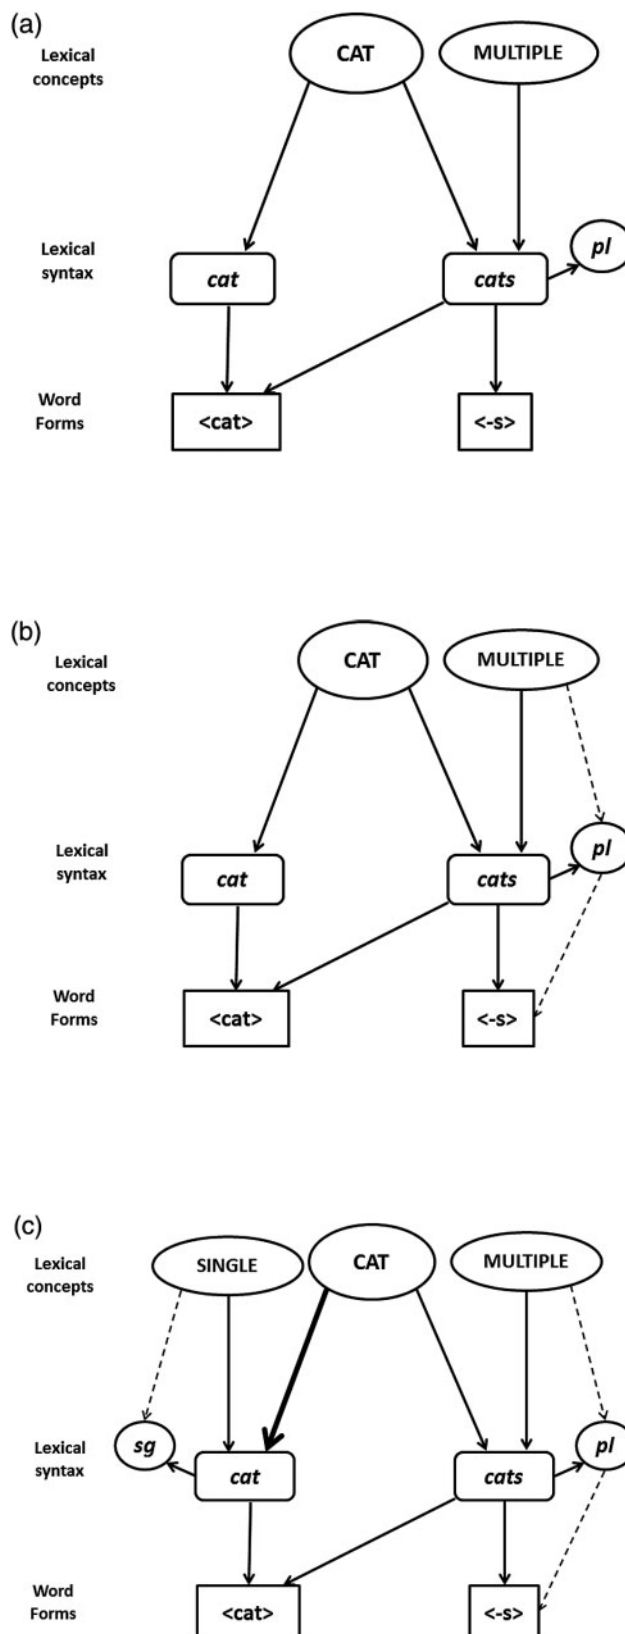 (a)
Lexical
concepts
CAT
MULTIPLE
Lexical
syntax
cat
cats
pl
Word
Forms
<cat>
<-s>
(b)
Lexical
concepts
CAT
MULTIPLE
Lexical
syntax
cat
cats
pl
Word
Forms
<cat>
<-s>
(c)
Lexical
concepts
SINGLE
CAT
MULTIPLE
Lexical
syntax
sg
cat
cats
pl
Word
Forms
<cat>
<-s>